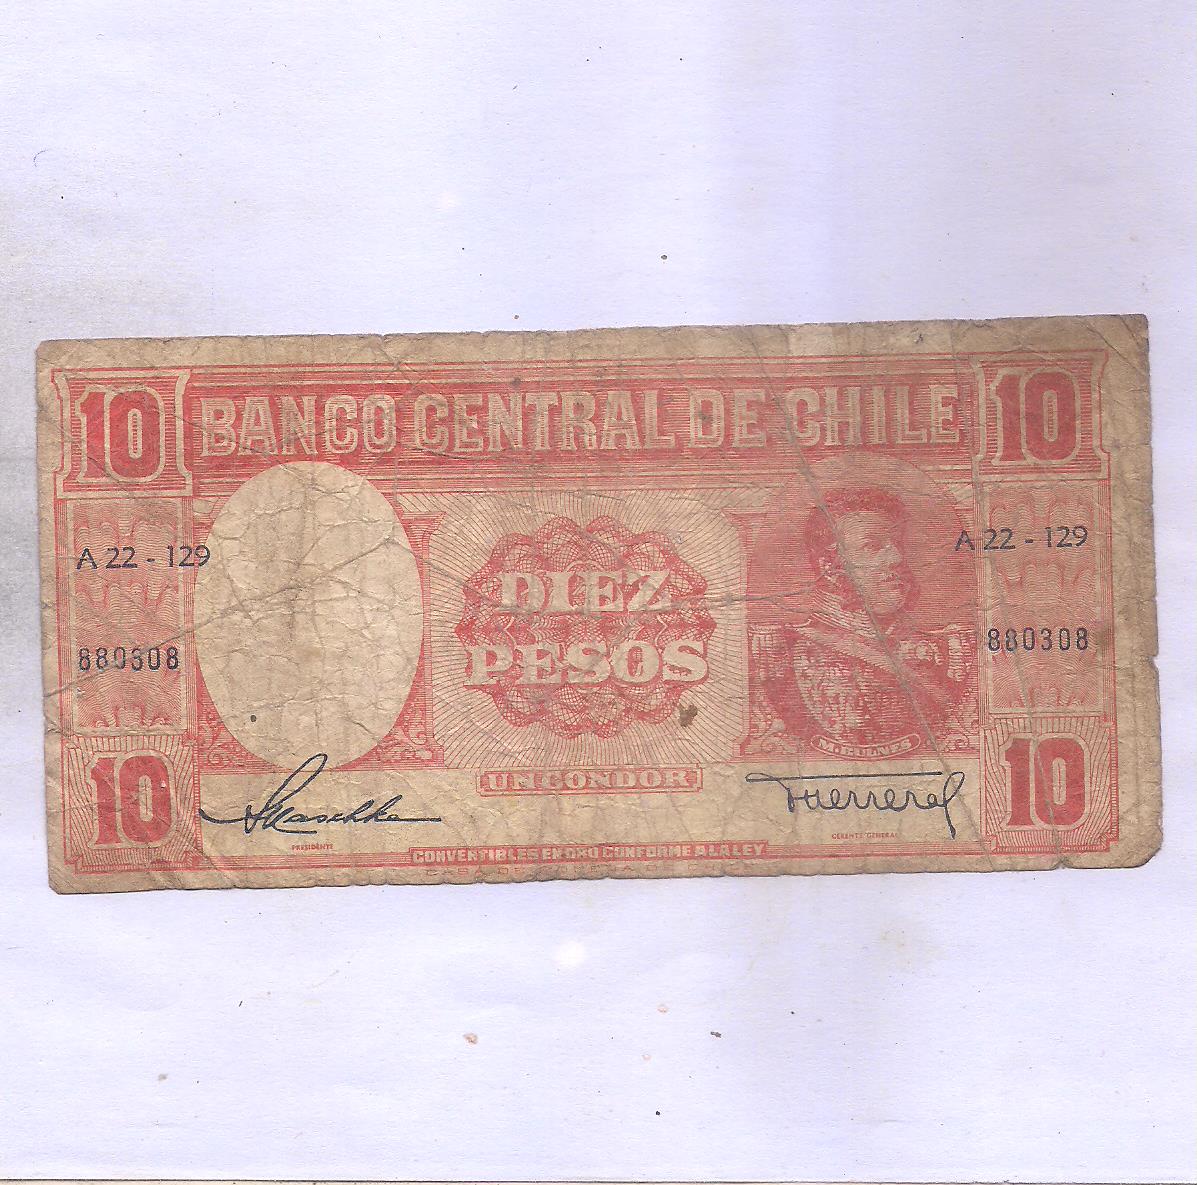 10 BANCO CENTRAL DE CHILE 10
A 22 - 129 A 22 - 129
DIEZ
PESOS
880308 880308
M. BULNES
10 UN CONDOR 10
PRESIDENTE
GERENTE GENERAL
CONVERTIBLES EN ORO CONFORME A LA LEY